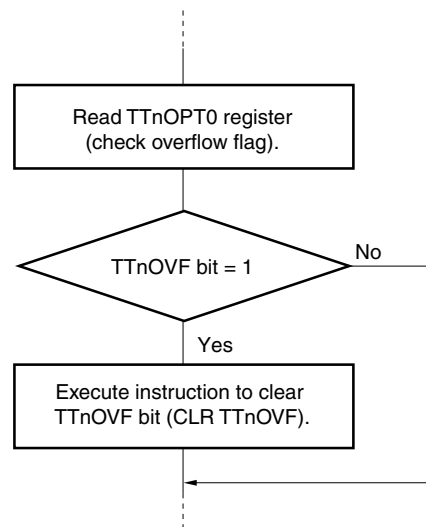 Read TTnOPT0 register
(check overflow flag).
TTnOVF bit = 1
No
Yes
Execute instruction to clear
TTnOVF bit (CLR TTnOVF).